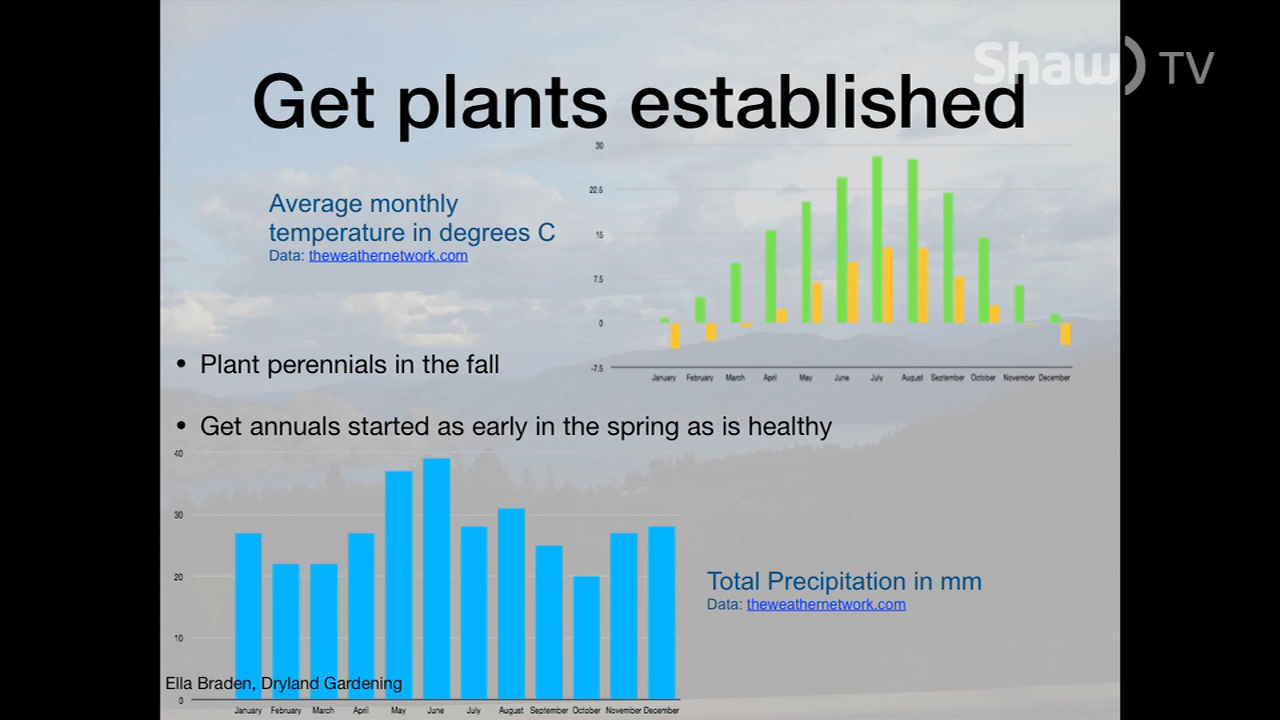 Shaw) TV
Get plants established
Average monthly
temperature in degrees C
Data: theweathernetwork.com
30
22.5
15
7.5
0
-7.5
January February March April May June July August September October November December
• Plant perennials in the fall
• Get annuals started as early in the spring as is healthy
40
30
20
10
0
Total Precipitation in mm
Data: theweathernetwork.com
Ella Braden, Dryland Gardening
January February March April May June July August September October November December